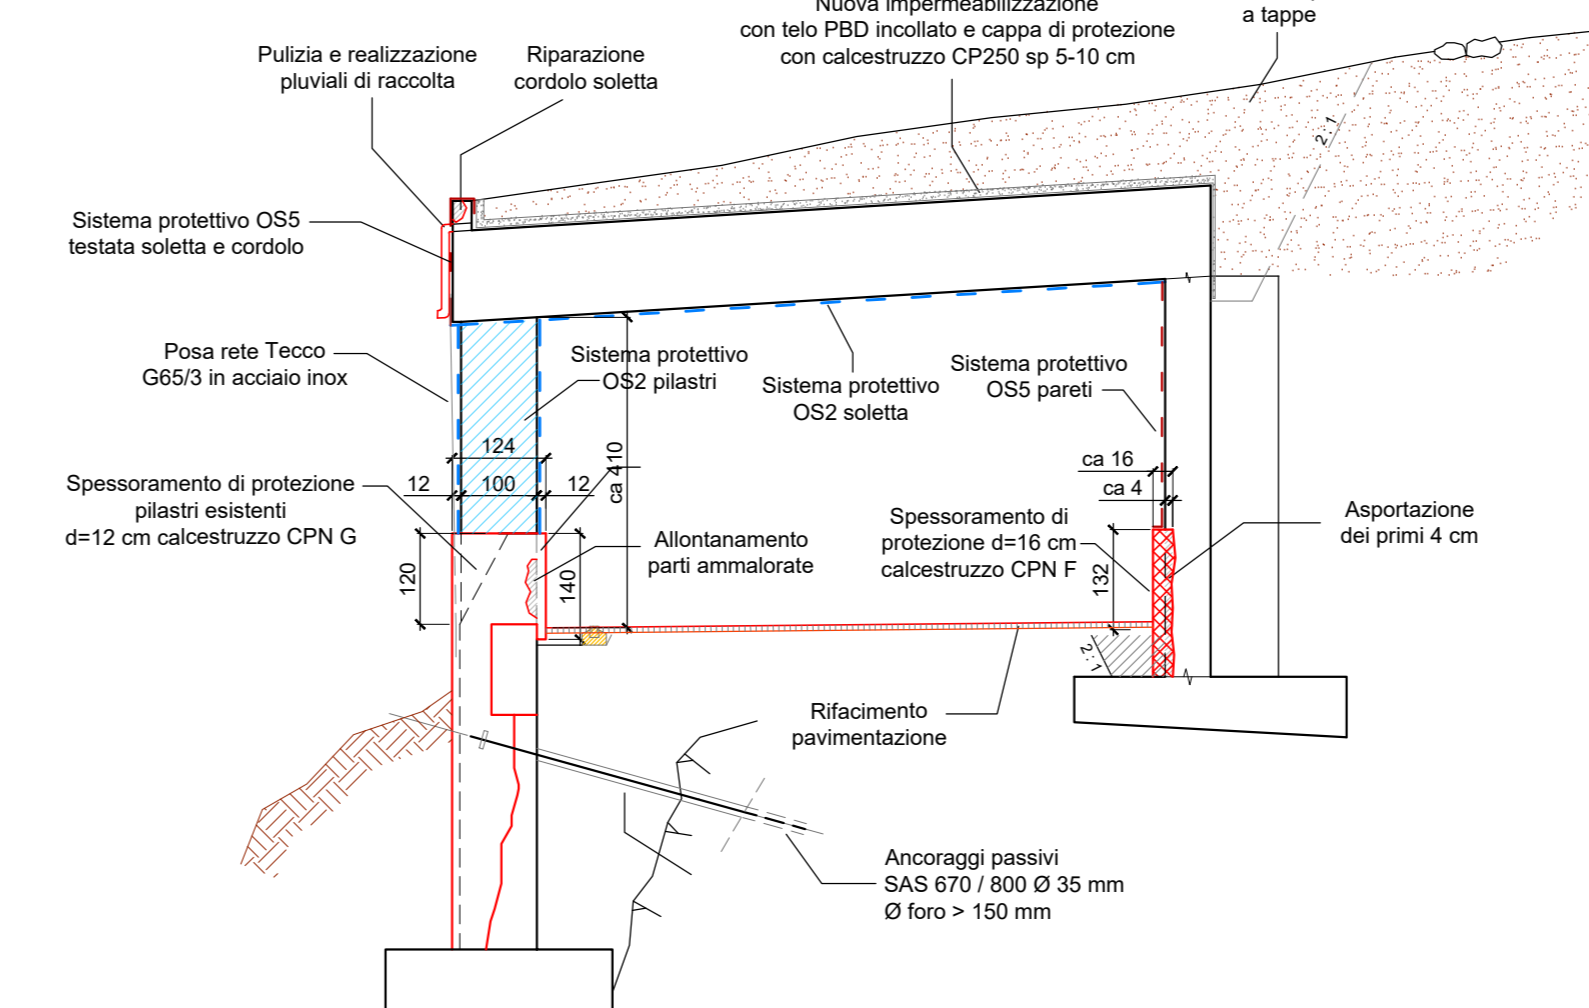 Nuova impermeabilizzazione
con telo PBD incollato e cappa di protezione
con calcestruzzo CP250 sp 5-10 cm
a tappe
Pulizia e realizzazione
pluviali di raccolta
Riparazione
cordolo soletta
2:1
Sistema protettivo OS5
testata soletta e cordolo
Posa rete Tecco
G65/3 in acciaio inox
Sistema protettivo
OS2 pilastri
Sistema protettivo
OS2 soletta
Sistema protettivo
OS5 pareti
124
12
100
12
ca 410
ca 16
ca 4
Spessoramento di protezione
pilastri esistenti
d=12 cm calcestruzzo CPN G
Allontanamento
parti ammalorate
Spessoramento di
protezione d=16 cm
calcestruzzo CPN F
Asportazione
dei primi 4 cm
120
140
132
2:1
Rifacimento
pavimentazione
Ancoraggi passivi
SAS 670 / 800 Ø 35 mm
Ø foro > 150 mm